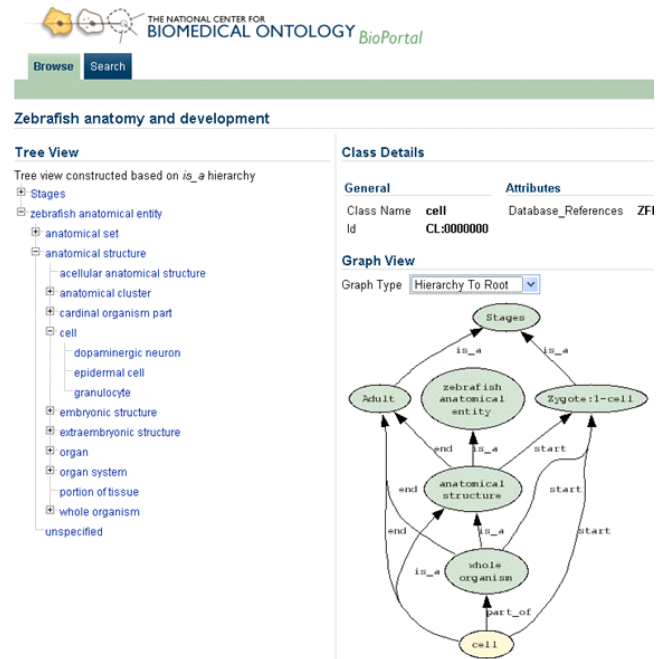 THE NATIONAL CENTER FOR
BIOMEDICAL ONTOLOGY BioPortal
Browse Search
Zebrafish anatomy and development
Tree View
Tree view constructed based on is_a hierarchy
Stages
zebrafish anatomical entity
anatomical set
anatomical structure
acellular anatomical structure
anatomical cluster
cardinal organism part
cell
dopaminergic neuron
epidermal cell
granulocyte
embryonic structure
extraembryonic structure
organ
organ system
portion of tissue
whole organism
unspecified
Class Details
General Attributes
Class Name cell Database_References
Id CL:0000000
Graph View
Graph Type Hierarchy To Root
Stages
is_a is_a
Adult
zebrafish
anatomical
entity
Zygote:1-cell
end is_a start
anatomical
structure
end start
end is_a start
whole
organism
is_a
part_of
cell